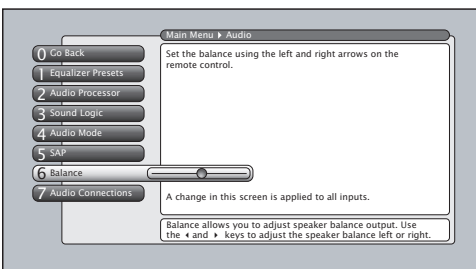 Main Menu ▸ Audio
0 Go Back
1 Equalizer Presets
2 Audio Processor
3 Sound Logic
4 Audio Mode
5 SAP
6 Balance
7 Audio Connections
Set the balance using the left and right arrows on the
remote control.
A change in this screen is applied to all inputs.
Balance allows you to adjust speaker balance output. Use
the ◂ and ▸ keys to adjust the speaker balance left or right.